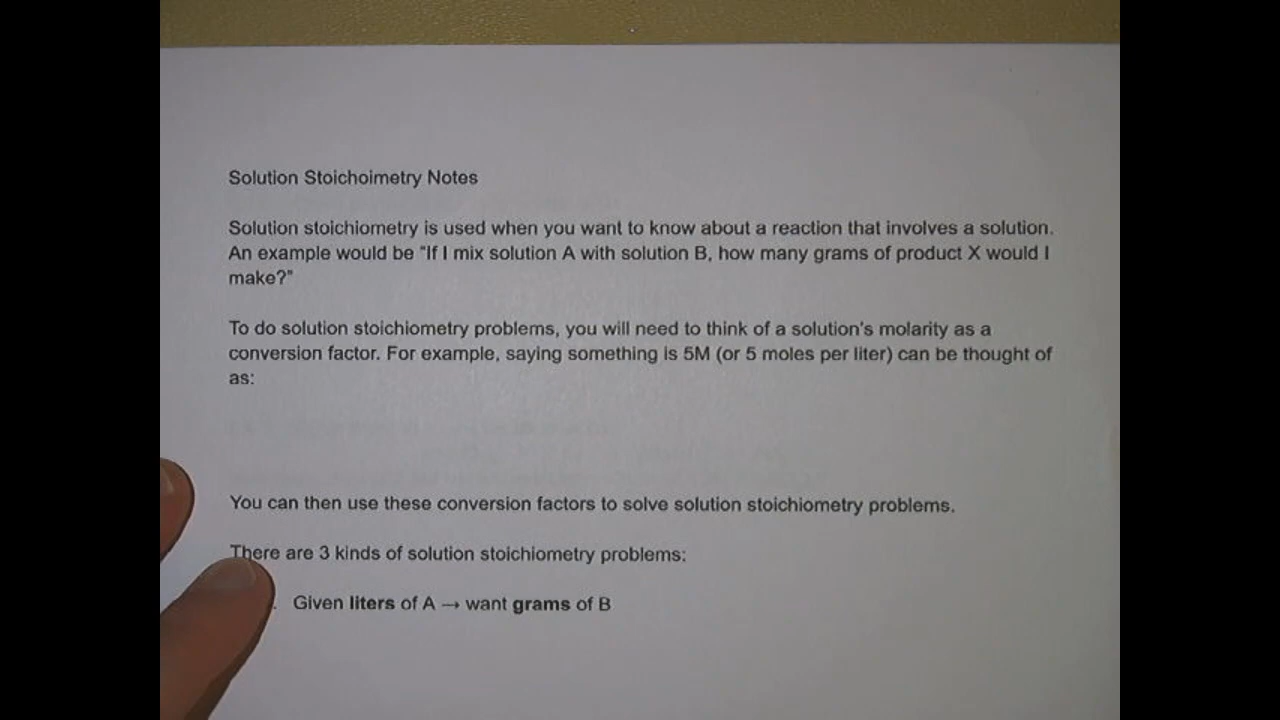 Solution Stoichoimetry Notes
Solution stoichiometry is used when you want to know about a reaction that involves a solution.
An example would be "If I mix solution A with solution B, how many grams of product X would I
make?"
To do solution stoichiometry problems, you will need to think of a solution's molarity as a
conversion factor. For example, saying something is 5M (or 5 moles per liter) can be thought of
as:
You can then use these conversion factors to solve solution stoichiometry problems.
There are 3 kinds of solution stoichiometry problems:
Given liters of A → want grams of B